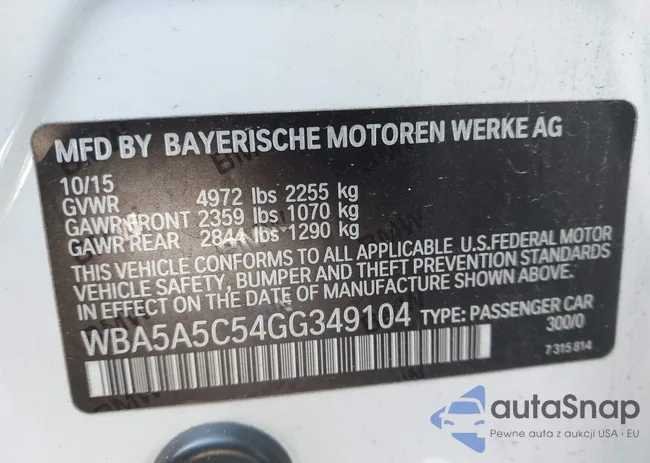 MFD BY BAYERISCHE MOTOREN WERKE AG
10/15
GVWR 4972 lbs 2255 kg
GAWR FRONT 2359 lbs 1070 kg
GAWR REAR 2844 lbs 1290 kg
THIS VEHICLE CONFORMS TO ALL APPLICABLE U.S.FEDERAL MOTOR
VEHICLE SAFETY, BUMPER AND THEFT PREVENTION STANDARDS
IN EFFECT ON THE DATE OF MANUFACTURE SHOWN ABOVE.
WBA5A5C54GG349104 TYPE: PASSENGER CAR
300/0
7 315 814
autaSnap
Pewne auta z aukcji USA i EU